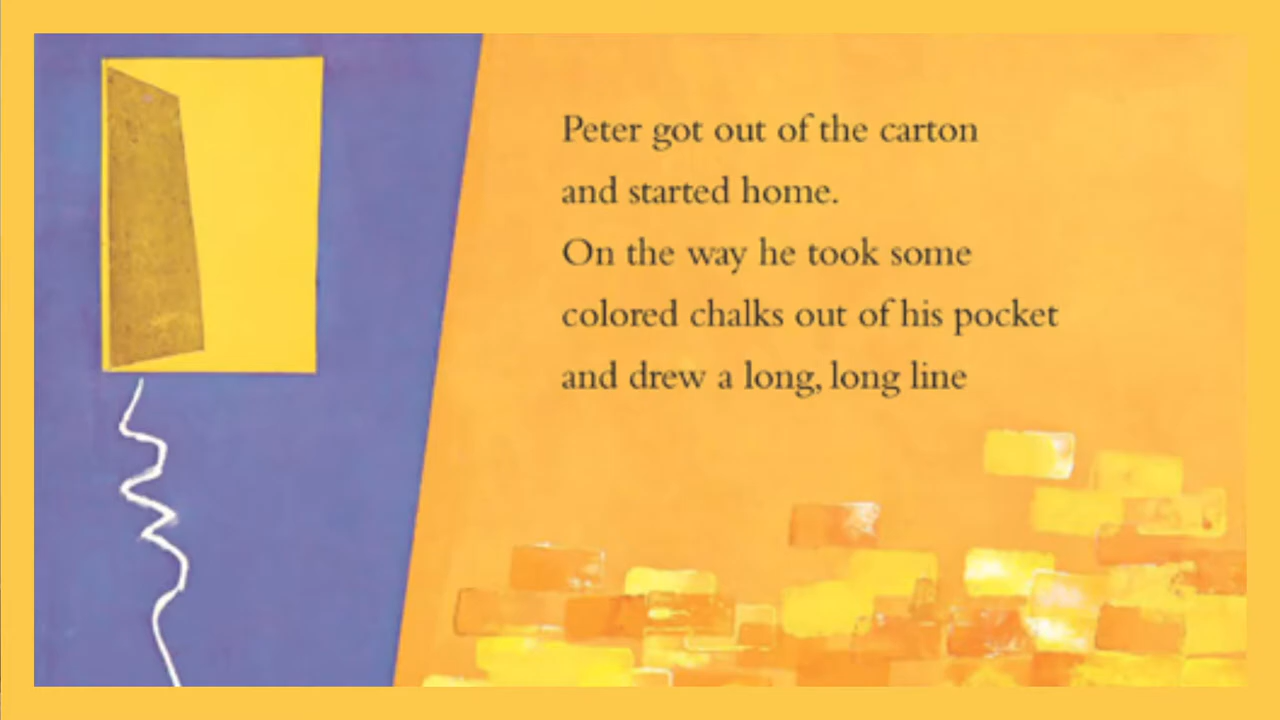 Peter got out of the carton
and started home.
On the way he took some
colored chalks out of his pocket
and drew a long, long line